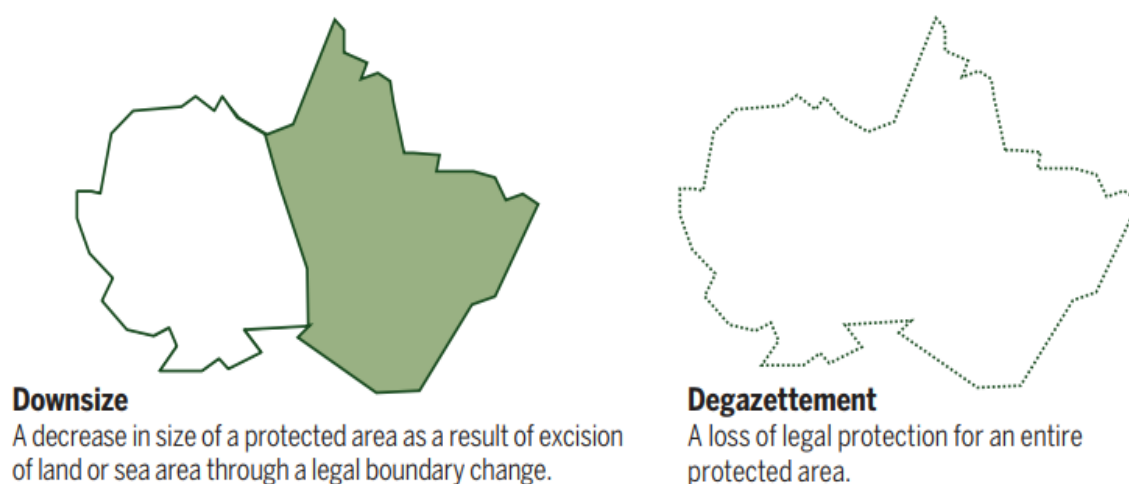 Downsize
A decrease in size of a protected area as a result of excision
of land or sea area through a legal boundary change.
Degazettement
A loss of legal protection for an entire
protected area.